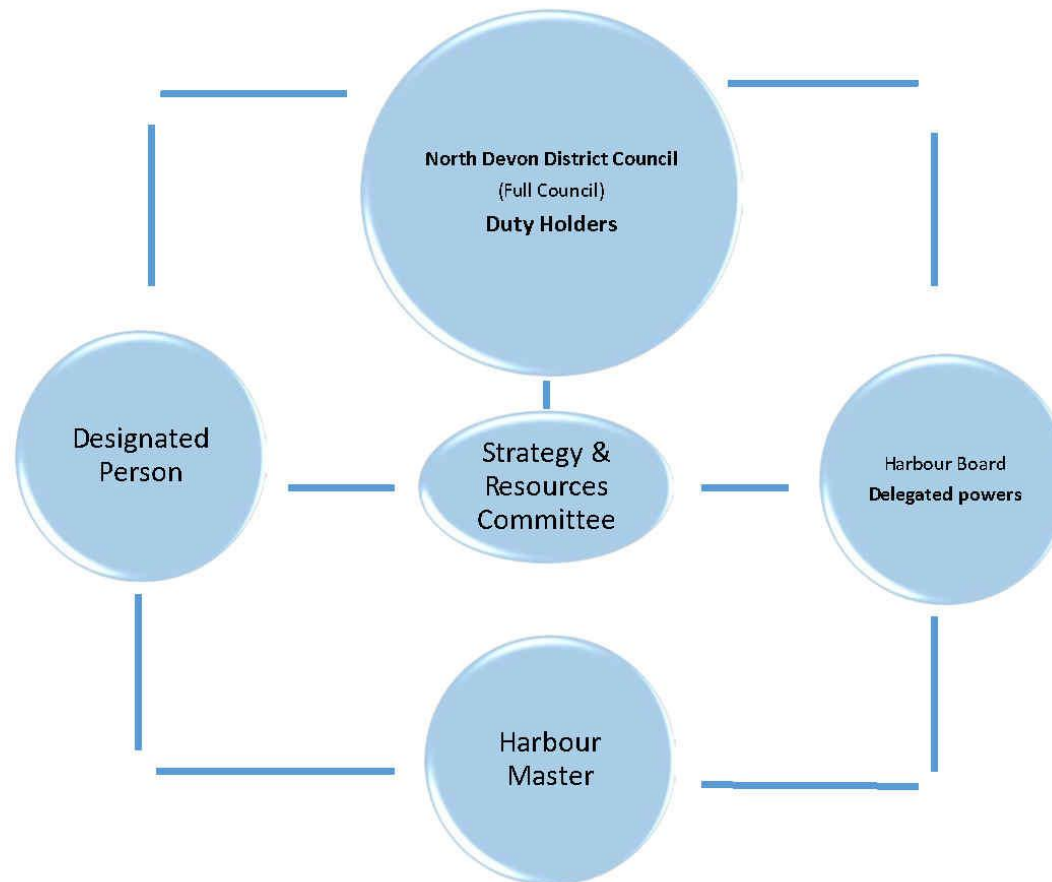 North Devon District Council
(Full Council)
Duty Holders
Designated
Person
Strategy &
Resources
Committee
Harbour Board
Delegated powers
Harbour
Master